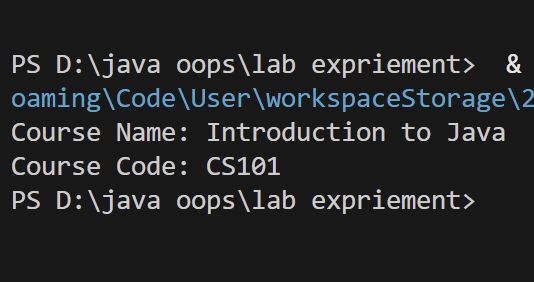 PS D:\java oops\lab expriement>  &
oaming\Code\User\workspaceStorage\2
Course Name: Introduction to Java
Course Code: CS101
PS D:\java oops\lab expriement>